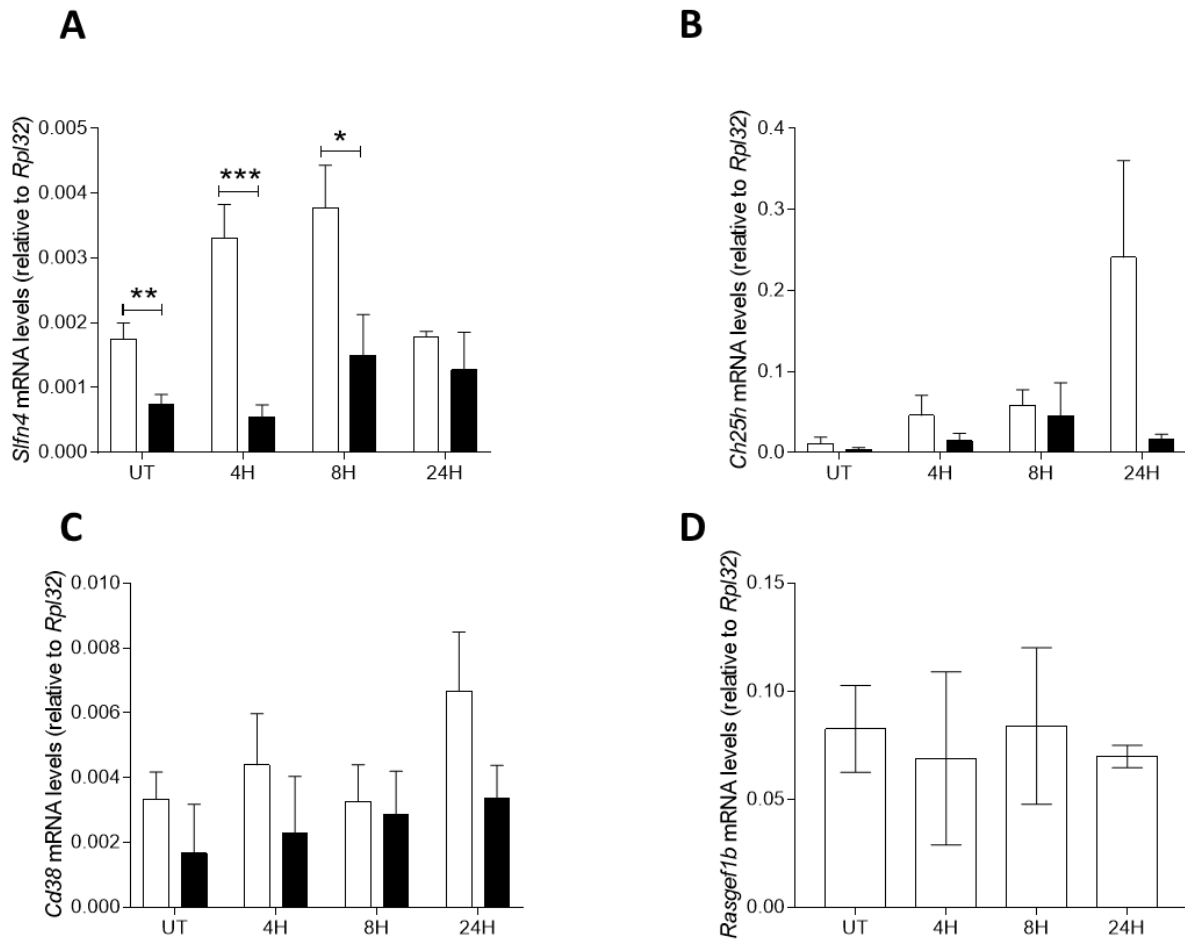 A
Slfn4 mRNA levels (relative to Rpl32)
0.005
0.004
0.003
0.002
0.001
0.000
**
***
*
UT 4H 8H 24H
B
Ch25h mRNA levels (relative to Rpl32)
0.4
0.3
0.2
0.1
0.0
UT 4H 8H 24H
C
Cd38 mRNA levels (relative to Rpl32)
0.010
0.008
0.006
0.004
0.002
0.000
UT 4H 8H 24H
D
Rasgef1b mRNA levels (relative to Rpl32)
0.15
0.10
0.05
0.00
UT 4H 8H 24H